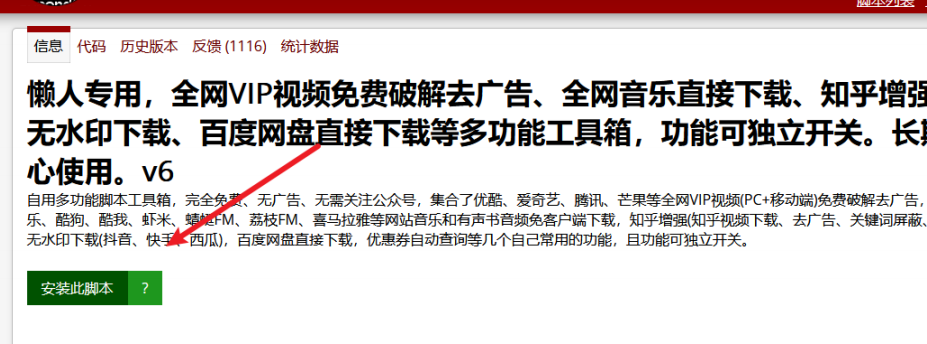 脚本列表
信息 代码 历史版本 反馈 (1116) 统计数据
懒人专用，全网VIP视频免费破解去广告、全网音乐直接下载、知乎增强
无水印下载、百度网盘直接下载等多功能工具箱，功能可独立开关。长期
心使用。v6
自用多功能脚本工具箱，完全免费、无广告、无需关注公众号，集合了优酷、爱奇艺、腾讯、芒果等全网VIP视频(PC+移动端)免费破解去广告，
乐、酷狗、酷我、虾米、蜻蜓FM、荔枝FM、喜马拉雅等网站音乐和有声书音频免客户端下载，知乎增强(知乎视频下载、去广告、关键词屏蔽、
无水印下载(抖音、快手、西瓜)，百度网盘直接下载，优惠券自动查询等几个自己常用的功能，且功能可独立开关。
安装此脚本 ?